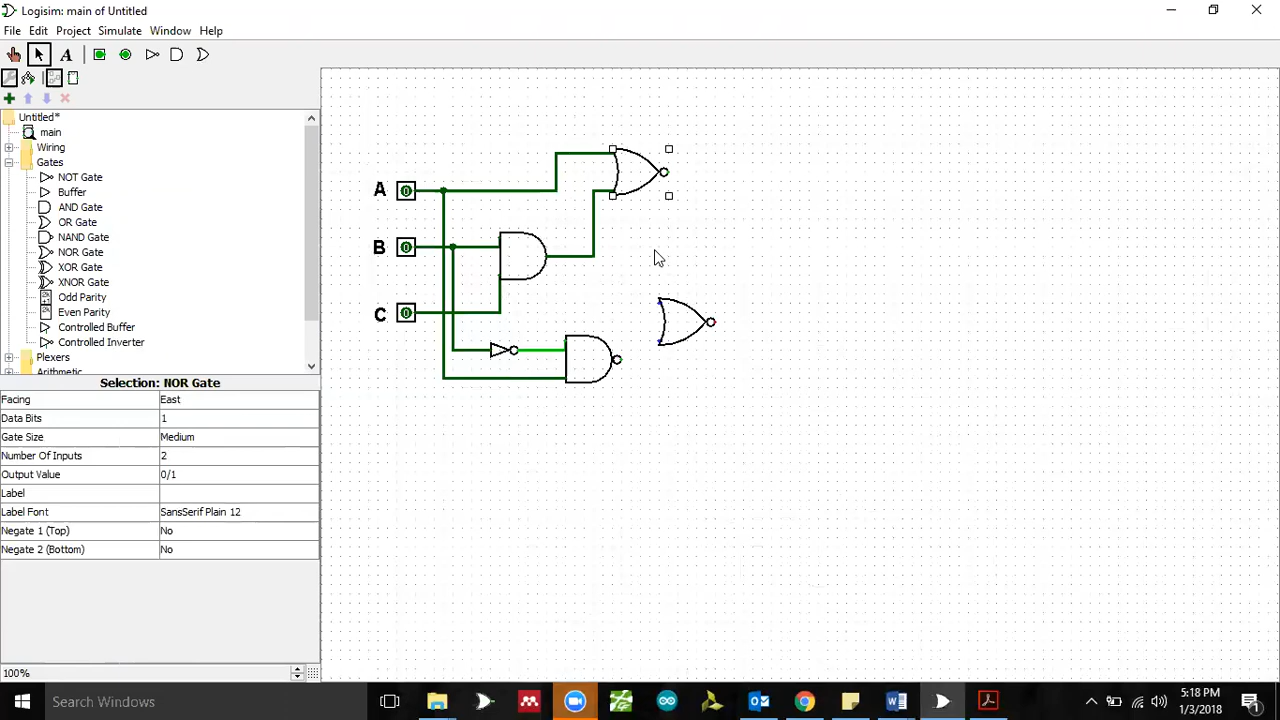 Logisim: main of Untitled
File Edit Project Simulate Window Help
A
Untitled*
main
Wiring
Gates
NOT Gate
Buffer
AND Gate
OR Gate
NAND Gate
NOR Gate
XOR Gate
XNOR Gate
Odd Parity
Even Parity
Controlled Buffer
Controlled Inverter
Plexers
Arithmetic
Selection: NOR Gate
Facing East
Data Bits 1
Gate Size Medium
Number Of Inputs 2
Output Value 0/1
Label
Label Font SansSerif Plain 12
Negate 1 (Top) No
Negate 2 (Bottom) No
100%
A 0
B 0
C 0
Search Windows
5:18 PM
1/3/2018